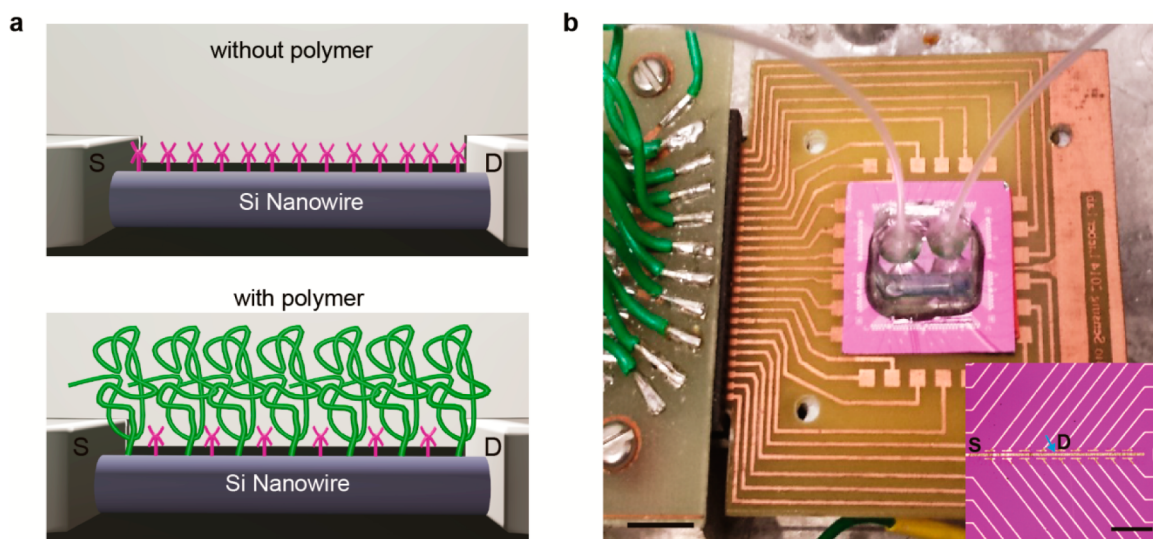 a
without polymer
S
D
Si Nanowire
with polymer
S
D
Si Nanowire
b
S
D